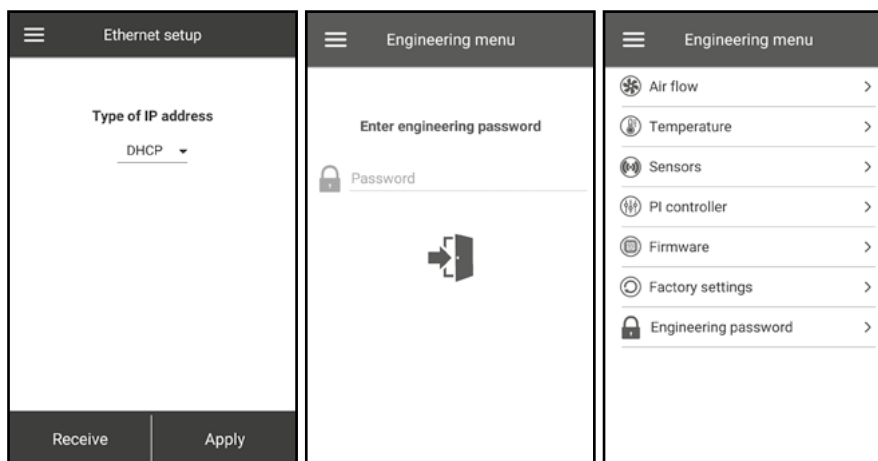 Ethernet setup
Type of IP address
DHCP
Receive
Apply
Engineering menu
Enter engineering password
Password
Engineering menu
Air flow
Temperature
Sensors
PI controller
Firmware
Factory settings
Engineering password